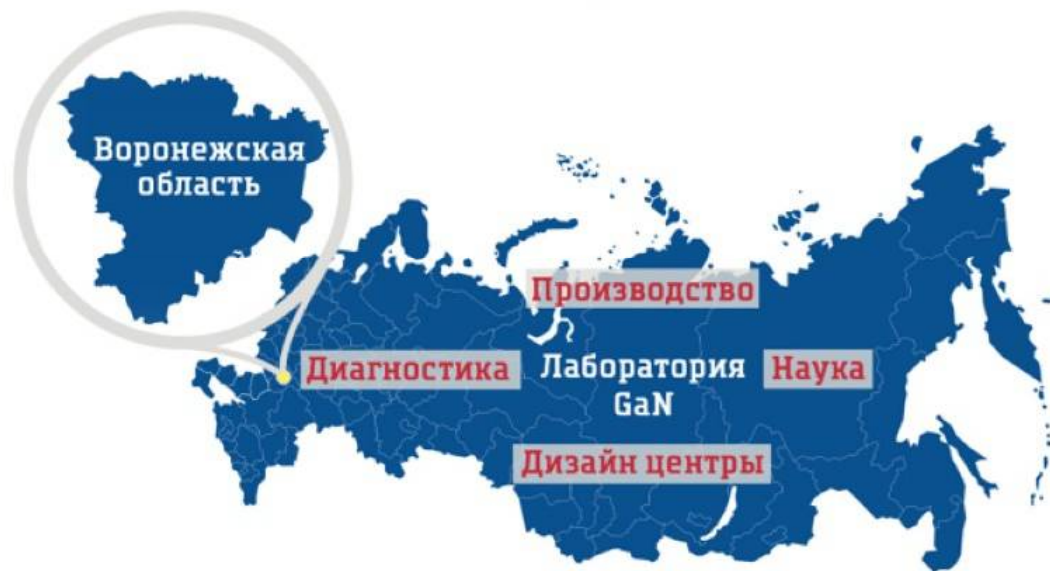 Воронежская
область
Производство
Диагностика
Лаборатория
GaN
Наука
Дизайн центры